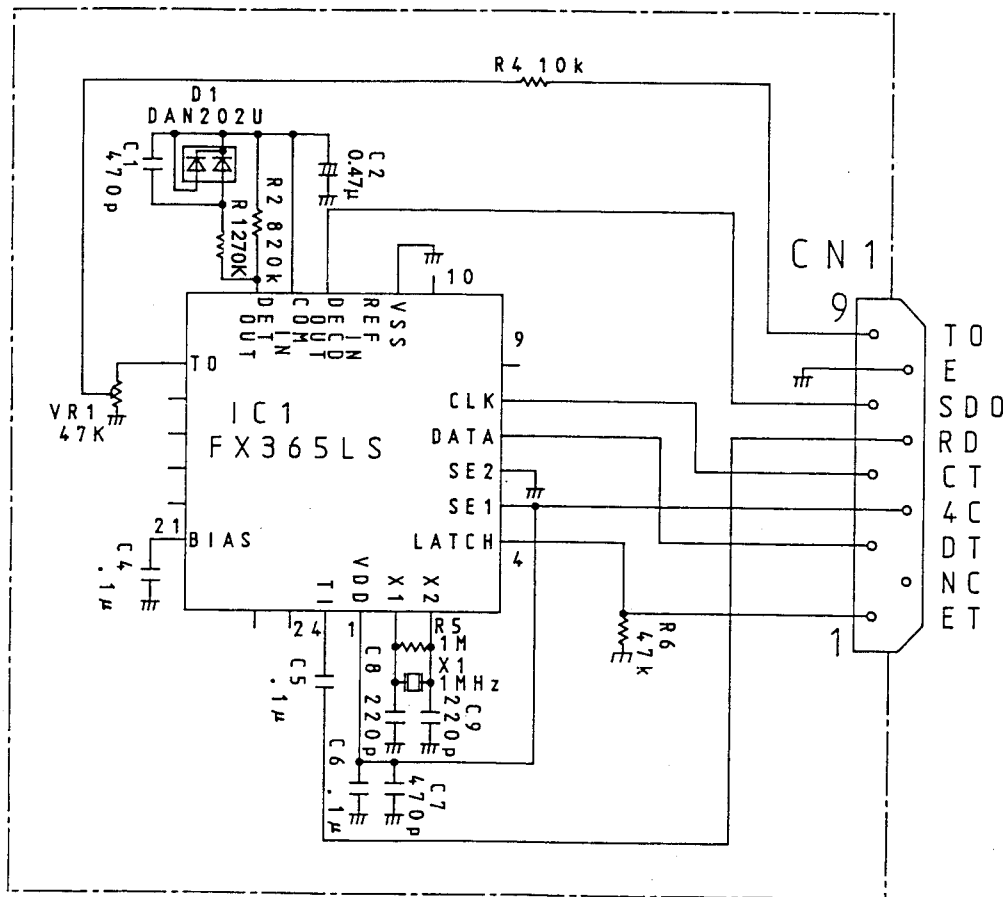 R4 10k
D1
DAN202U
C1
470p
R1 270K
R2 820k
C2
0.47μ
CN1
10
9
DET OUT
COM IN
DECD OUT
REF IN
VSS
9
TO
VR1
47K
IC1
FX365LS
CLK
DATA
SE2
SE1
LATCH
4
21
BIAS
C4
.1μ
TI
VDD
X1
X2
24
1
C5
.1μ
R5
1M
X1
1MHz
C8
220p
C9
220p
C6
.1μ
C7
470p
R6
47k
TO
E
SDO
RD
CT
4C
DT
NC
ET
1